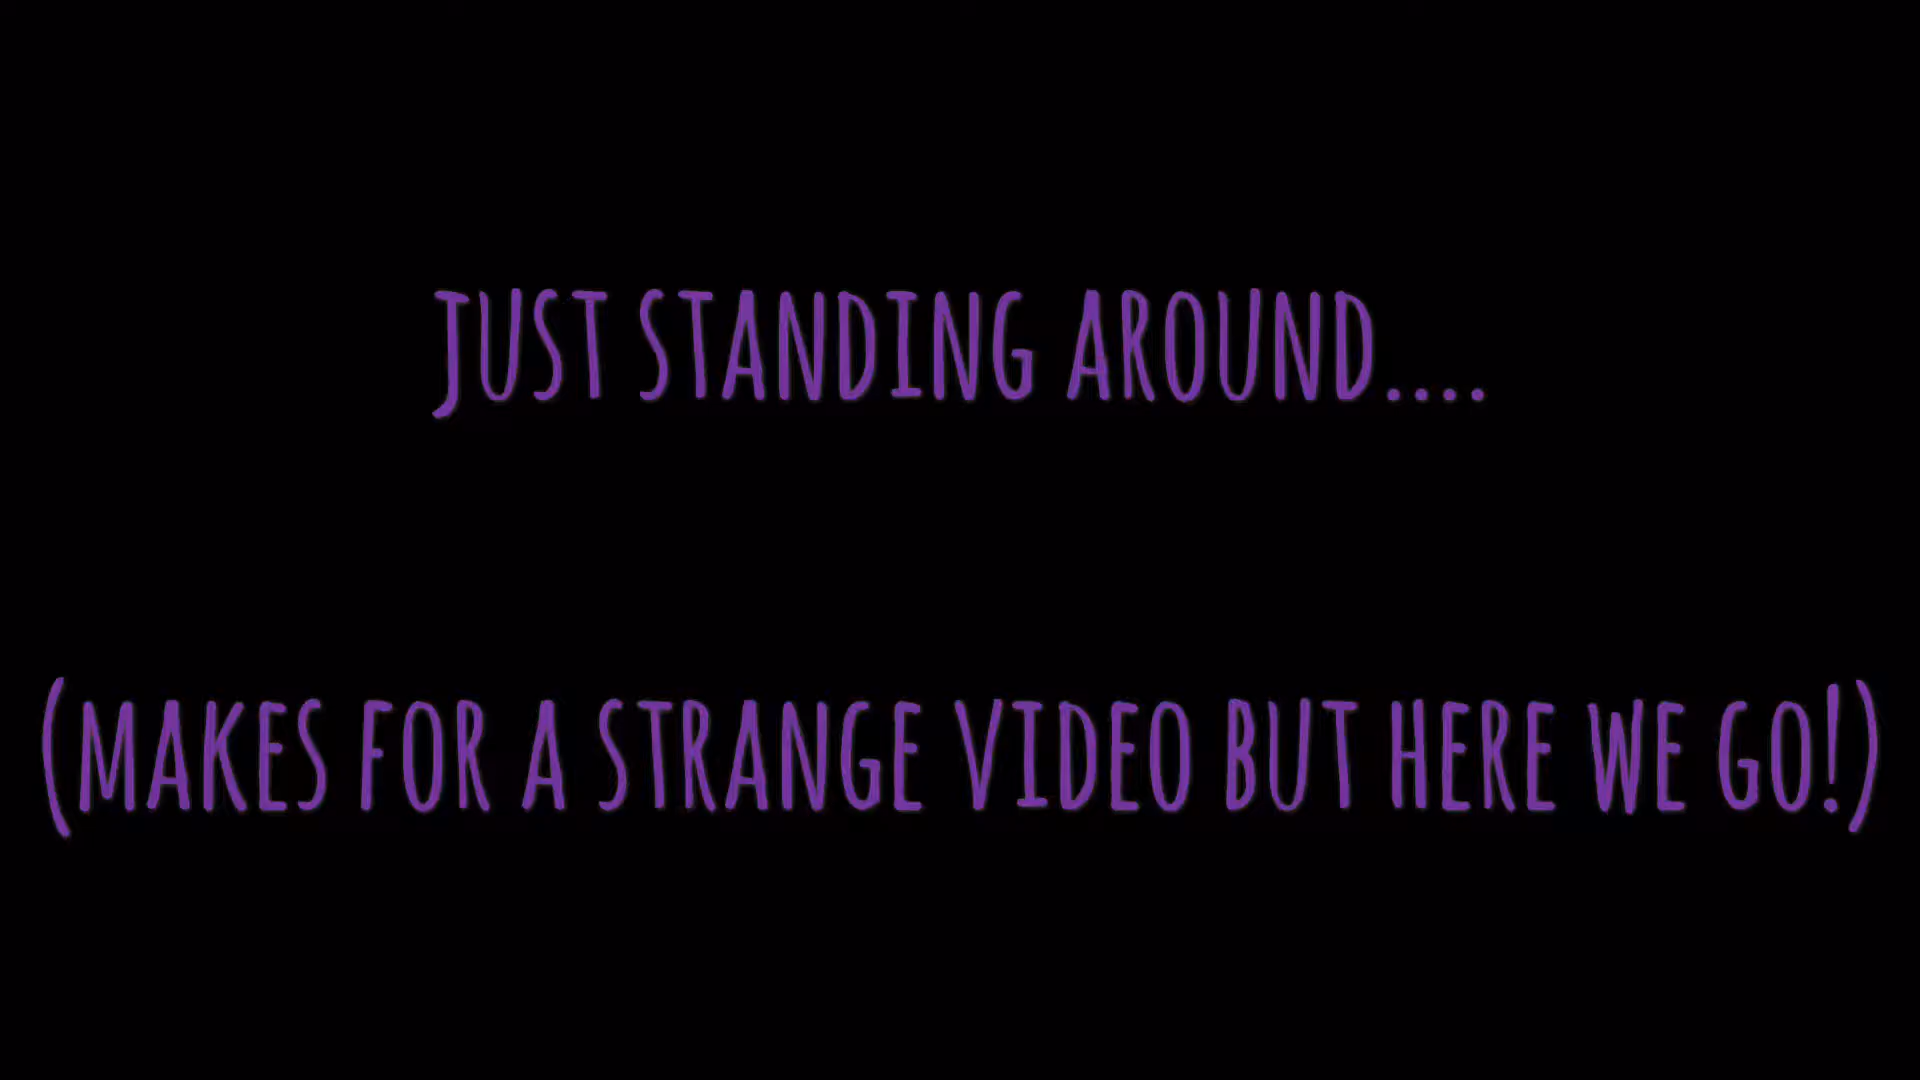 JUST STANDING AROUND....
(MAKES FOR A STRANGE VIDEO BUT HERE WE GO!)